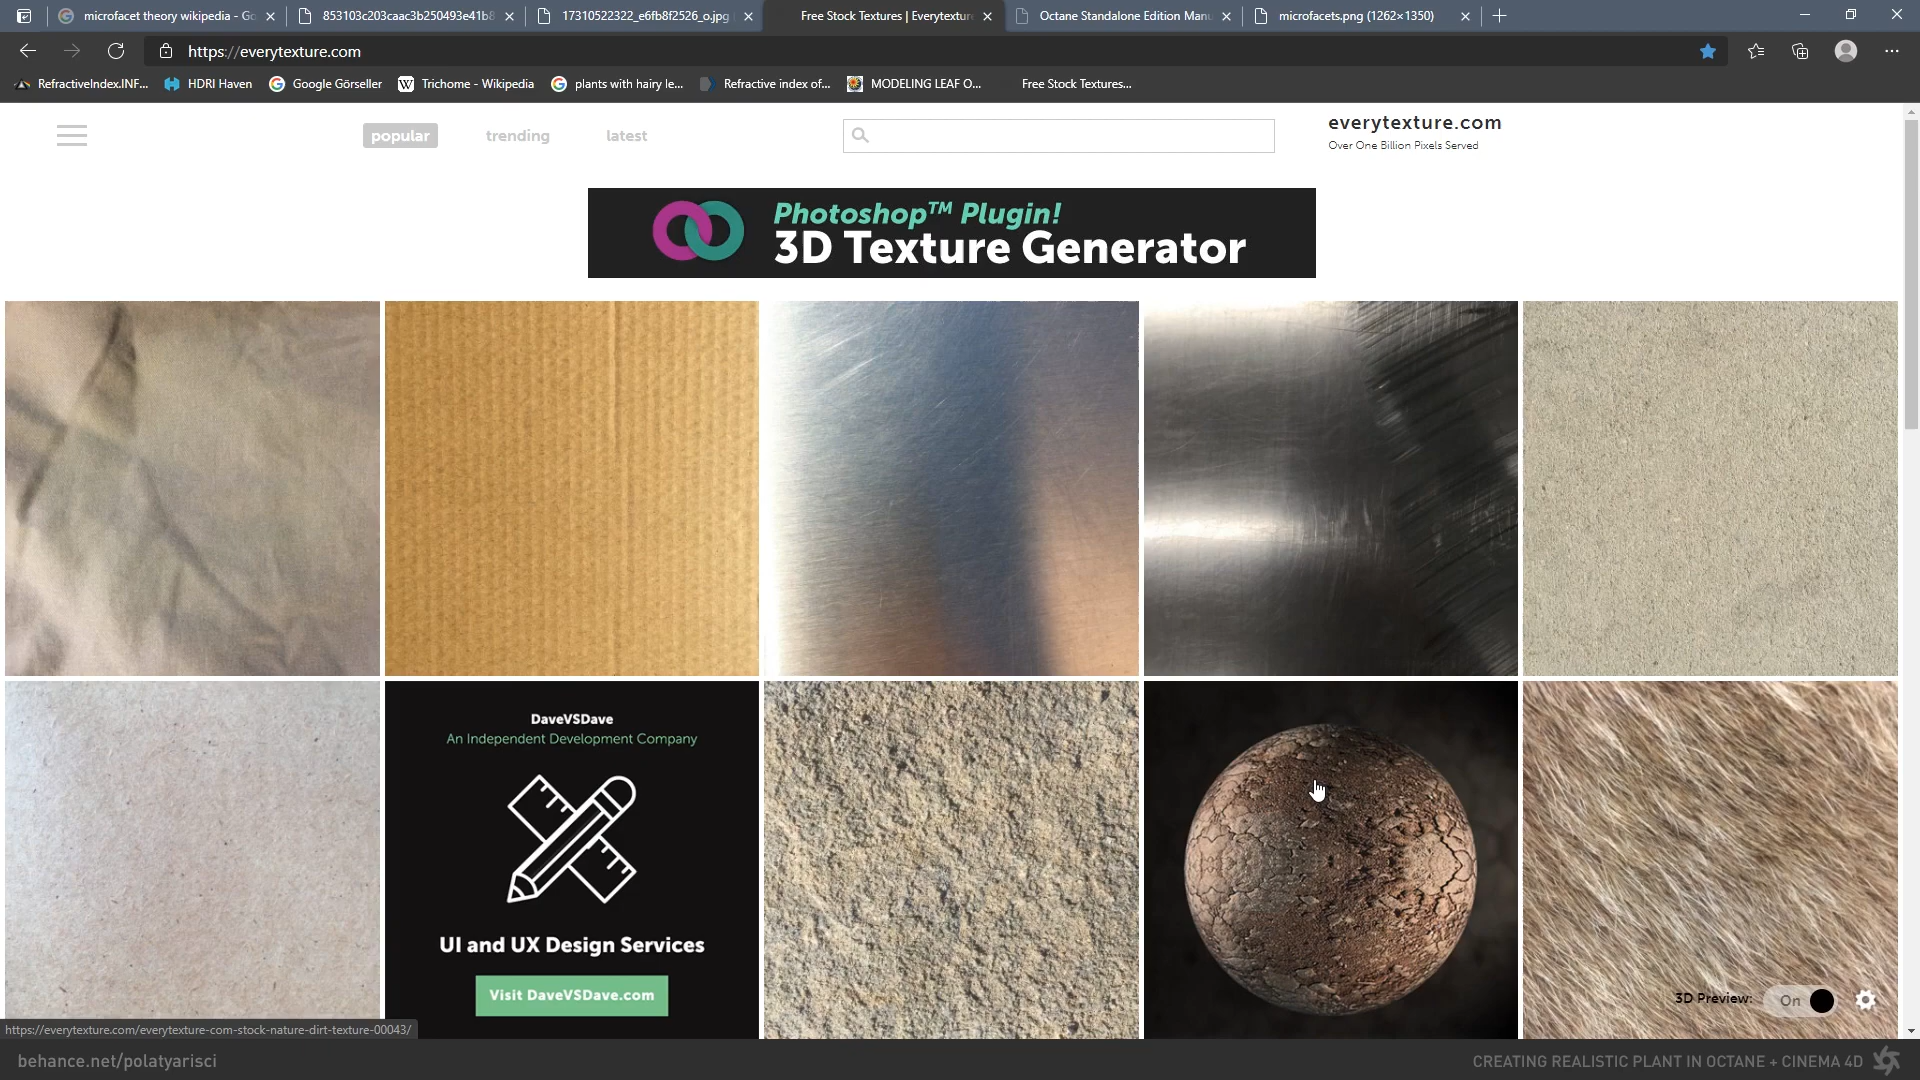 microfacet theory wikipedia - Go
853103c203caac3b250493e41b8
17310522322_e6fb8f2526_o.jpg
Free Stock Textures | Everytexture
Octane Standalone Edition Manu
microfacets.png (1262×1350)
https://everytexture.com
RefractiveIndex.INF...
HDRI Haven
Google Görseller
Trichome - Wikipedia
plants with hairy le...
Refractive index of...
MODELING LEAF O...
Free Stock Textures...
popular
trending
latest
everytexture.com
Over One Billion Pixels Served
Photoshop™ Plugin!
3D Texture Generator
DaveVSDave
An Independent Development Company
UI and UX Design Services
Visit DaveVSDave.com
3D Preview:
On
https://everytexture.com/everytexture-com-stock-nature-dirt-texture-00043/
behance.net/polatyarisci
CREATING REALISTIC PLANT IN OCTANE + CINEMA 4D